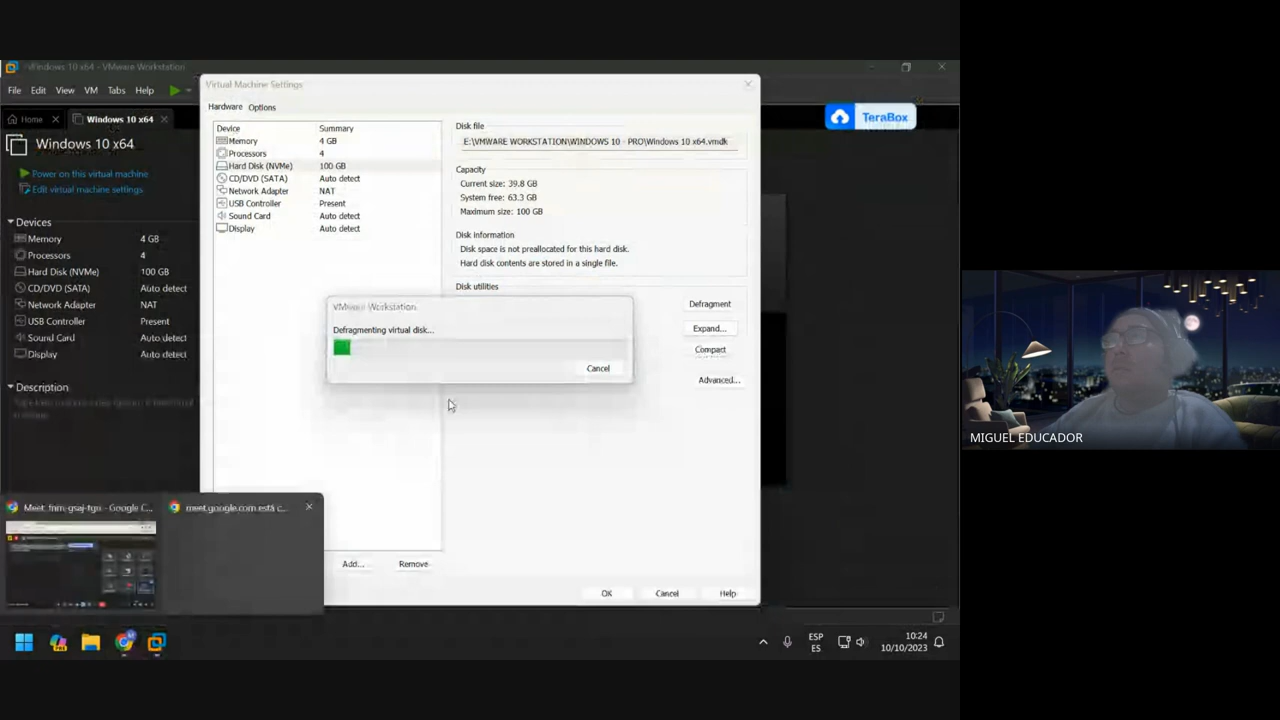 Windows 10 x64 - VMware Workstation
File Edit View VM Tabs Help
Home
Windows 10 x64
Windows 10 x64
Power on this virtual machine
Edit virtual machine settings
Devices
Memory 4 GB
Processors 4
Hard Disk (NVMe) 100 GB
CD/DVD (SATA) Auto detect
Network Adapter NAT
USB Controller Present
Sound Card Auto detect
Display Auto detect
Description
Virtual Machine Settings
Hardware Options
Device Summary
Memory 4 GB
Processors 4
Hard Disk (NVMe) 100 GB
CD/DVD (SATA) Auto detect
Network Adapter NAT
USB Controller Present
Sound Card Auto detect
Display Auto detect
Add... Remove
Disk file
E:\VMWARE WORKSTATION\WINDOWS 10 - PRO\Windows 10 x64.vmdk
Capacity
Current size: 39.8 GB
System free: 63.3 GB
Maximum size: 100 GB
Disk information
Disk space is not preallocated for this hard disk.
Hard disk contents are stored in a single file.
Disk utilities
Defragment
Expand...
Compact
Advanced...
VMware Workstation
Defragmenting virtual disk...
Cancel
OK Cancel Help
TeraBox
meet.google.com está c...
ESP
ES
10:24
10/10/2023
MIGUEL EDUCADOR